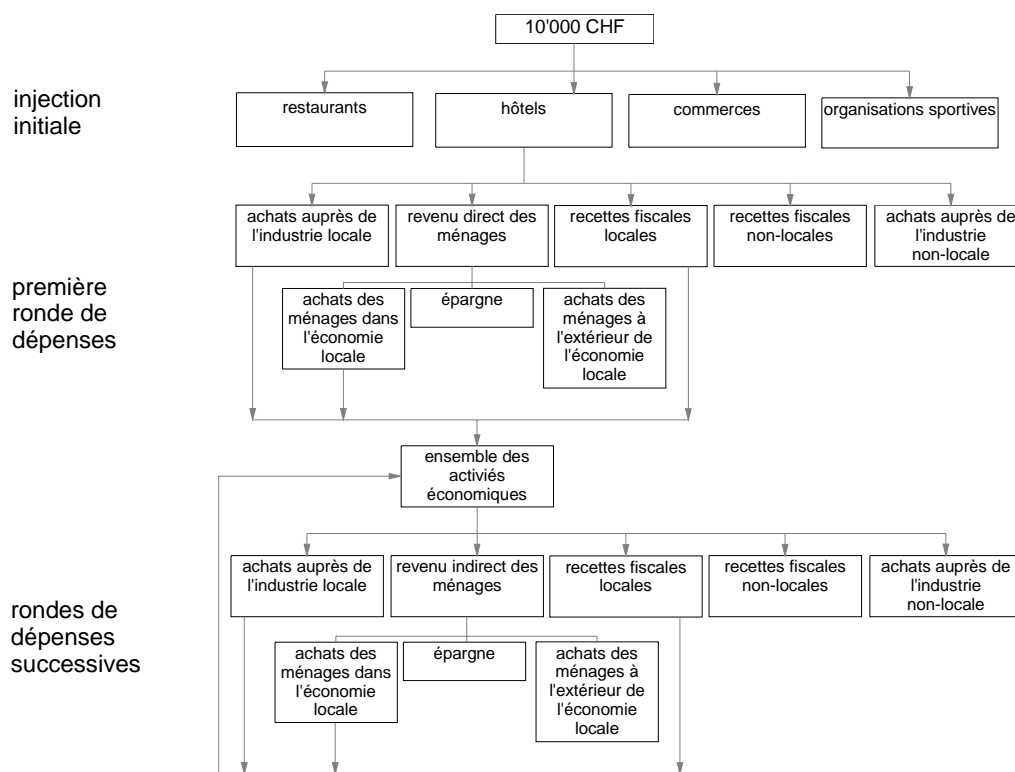 10'000 CHF
injection
initiale
restaurants
hôtels
commerces
organisations sportives
achats auprès de
l'industrie locale
revenu direct des
ménages
recettes fiscales
locales
recettes fiscales
non-locales
achats auprès de
l'industrie
non-locale
première
ronde de
dépenses
achats des
ménages dans
l'économie
locale
épargne
achats des
ménages à
l'extérieur de
l'économie
locale
ensemble des
activiés
économiques
achats auprès de
l'industrie locale
revenu indirect des
ménages
recettes fiscales
locales
recettes fiscales
non-locales
achats auprès de
l'industrie
non-locale
rondes de
dépenses
successives
achats des
ménages dans
l'économie
locale
épargne
achats des
ménages à
l'extérieur de
l'économie
locale